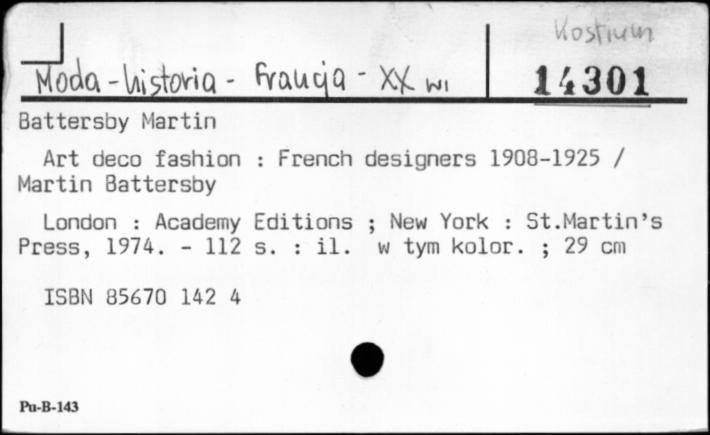 Kostium
Moda - historia - Francja - XX wi
14301
Battersby Martin
Art deco fashion : French designers 1908-1925 /
Martin Battersby
London : Academy Editions ; New York : St.Martin's
Press, 1974. - 112 s. : il. w tym kolor. ; 29 cm
ISBN 85670 142 4
Pu-B-143